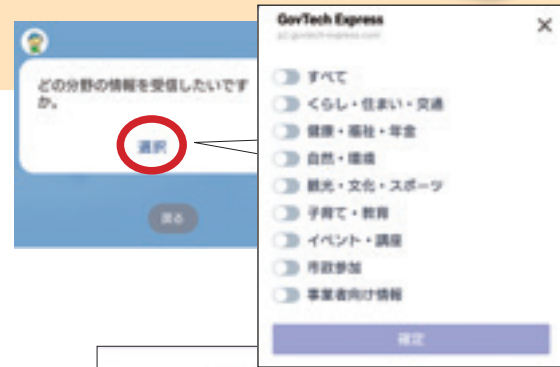 どの分野の情報を受信したいです
か。
選択
戻る
GovTech Express
すべて
くらし・住まい・交通
健康・福祉・年金
自然・環境
観光・文化・スポーツ
子育て・教育
イベント・講座
市政参加
事業者向け情報
確定